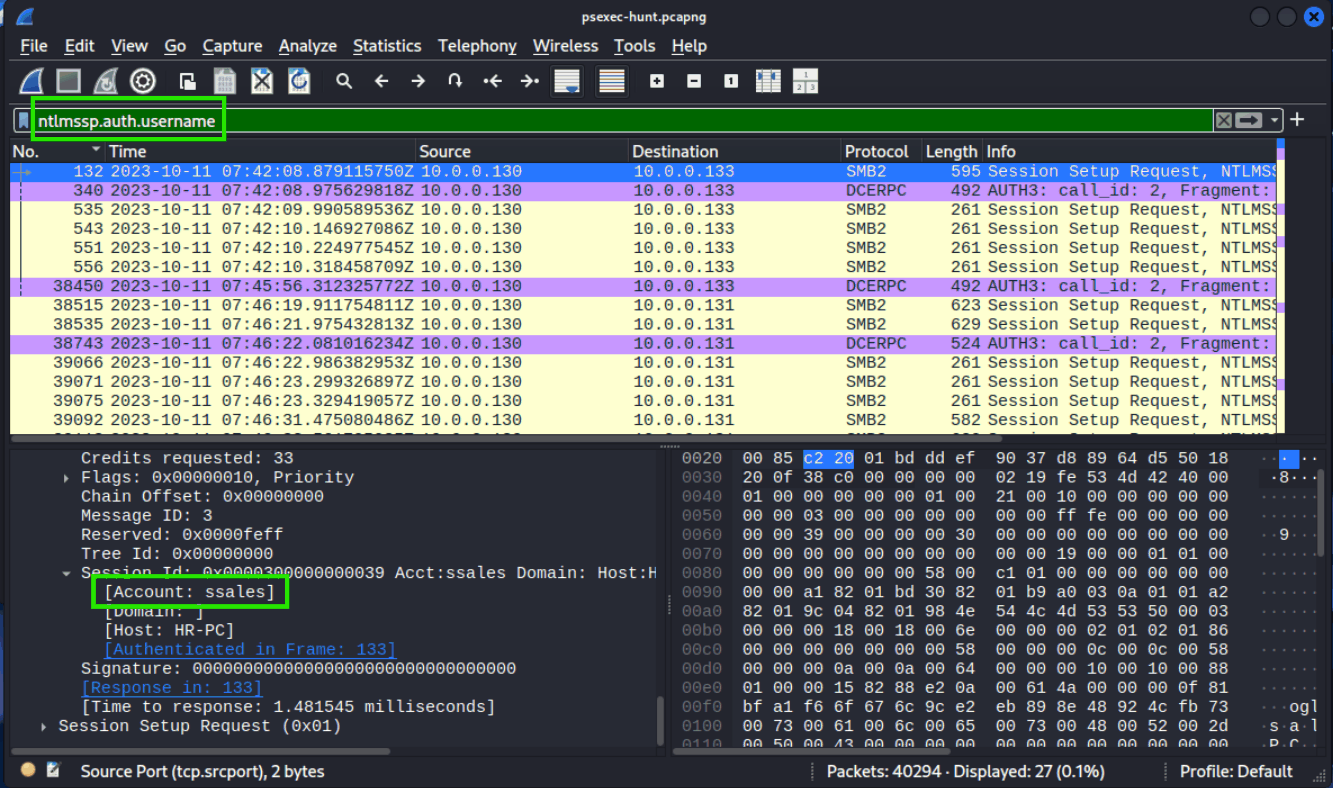 psexec-hunt.pcapng
File Edit View Go Capture Analyze Statistics Telephony Wireless Tools Help
ntlmssp.auth.username
No. Time Source Destination Protocol Length Info
132 2023-10-11 07:42:08.879115750Z 10.0.0.130 10.0.0.133 SMB2 595 Session Setup Request, NTLMSS
340 2023-10-11 07:42:08.975629818Z 10.0.0.130 10.0.0.133 DCERPC 492 AUTH3: call_id: 2, Fragment:
535 2023-10-11 07:42:09.990589536Z 10.0.0.130 10.0.0.133 SMB2 261 Session Setup Request, NTLMSS
543 2023-10-11 07:42:10.146927086Z 10.0.0.130 10.0.0.133 SMB2 261 Session Setup Request, NTLMSS
551 2023-10-11 07:42:10.224977545Z 10.0.0.130 10.0.0.133 SMB2 261 Session Setup Request, NTLMSS
556 2023-10-11 07:42:10.318458709Z 10.0.0.130 10.0.0.133 SMB2 261 Session Setup Request, NTLMSS
38450 2023-10-11 07:45:56.312325772Z 10.0.0.130 10.0.0.133 DCERPC 492 AUTH3: call_id: 2, Fragment:
38515 2023-10-11 07:46:19.911754811Z 10.0.0.130 10.0.0.131 SMB2 623 Session Setup Request, NTLMSS
38535 2023-10-11 07:46:21.975432813Z 10.0.0.130 10.0.0.131 SMB2 629 Session Setup Request, NTLMSS
38743 2023-10-11 07:46:22.081016234Z 10.0.0.130 10.0.0.131 DCERPC 524 AUTH3: call_id: 2, Fragment:
39066 2023-10-11 07:46:22.986382953Z 10.0.0.130 10.0.0.131 SMB2 261 Session Setup Request, NTLMSS
39071 2023-10-11 07:46:23.299326897Z 10.0.0.130 10.0.0.131 SMB2 261 Session Setup Request, NTLMSS
39075 2023-10-11 07:46:23.329419057Z 10.0.0.130 10.0.0.131 SMB2 261 Session Setup Request, NTLMSS
39092 2023-10-11 07:46:31.475080486Z 10.0.0.130 10.0.0.131 SMB2 582 Session Setup Request, NTLMSS
Credits requested: 33
Flags: 0x00000010, Priority
Chain Offset: 0x00000000
Message ID: 3
Reserved: 0x0000feff
Tree Id: 0x00000000
Session Id: 0x0000300000000039 Acct:ssales Domain: Host:H
[Account: ssales]
[Domain: ]
[Host: HR-PC]
[Authenticated in Frame: 133]
Signature: 00000000000000000000000000000000
[Response in: 133]
[Time to response: 1.481545 milliseconds]
Session Setup Request (0x01)
0020 00 85 c2 20 01 bd dd ef 90 37 d8 89 64 d5 50 18 ··· ··
0030 20 0f 38 c0 00 00 00 00 02 19 fe 53 4d 42 40 00 ·8···
0040 01 00 00 00 00 00 01 00 21 00 10 00 00 00 00 00 ······
0050 00 00 03 00 00 00 00 00 00 00 ff fe 00 00 00 00 ······
0060 00 00 39 00 00 00 00 30 00 00 00 00 00 00 00 00 ··9···
0070 00 00 00 00 00 00 00 00 00 00 19 00 00 01 01 00 ······
0080 00 00 00 00 00 00 58 00 c1 01 00 00 00 00 00 00 ······
0090 00 00 a1 82 01 bd 30 82 01 b9 a0 03 0a 01 01 a2 ······
00a0 82 01 9c 04 82 01 98 4e 54 4c 4d 53 53 50 00 03 ······
00b0 00 00 00 18 00 18 00 6e 00 00 00 02 01 02 01 86 ······
00c0 00 00 00 00 00 00 00 58 00 00 00 0c 00 0c 00 58 ······
00d0 00 00 00 0a 00 0a 00 64 00 00 00 10 00 10 00 88 ······
00e0 01 00 00 15 82 88 e2 0a 00 61 4a 00 00 00 0f 81 ······
00f0 bf a1 f6 6f 67 6c 9c e2 eb 89 8e 48 92 4c fb 73 ···ogl
0100 00 73 00 61 00 6c 00 65 00 73 00 48 00 52 00 2d ·s·a·l
0110 00 50 00 43 00 00 00 00 00 00 00 00 00 00 00 00 ·P·C··
Source Port (tcp.srcport), 2 bytes
Packets: 40294 · Displayed: 27 (0.1%)
Profile: Default